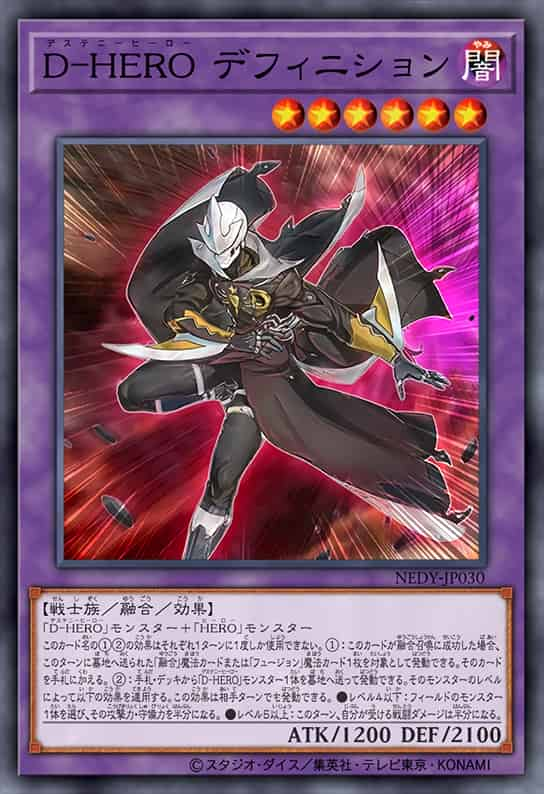 デステニーヒーロー
D-HERO デフィニション
やみ
闇
NEDY-JP030
せんしぞく ゆうごう こうか
【戦士族／融合／効果】
「D-HERO」モンスター＋「HERO」モンスター
このカード名の①②の効果はそれぞれ1ターンに1度しか使用できない。①：このカードが融合召喚に成功した場合、
このターンに墓地へ送られた「融合」魔法カードまたは「フュージョン」魔法カード1枚を対象として発動できる。そのカード
を手札に加える。②：手札・デッキから「D-HERO」モンスター1体を墓地へ送って発動できる。そのモンスターのレベル
によって以下の効果を適用する。この効果は相手ターンでも発動できる。●レベル4以下：フィールドのモンスター
1体を選び、その攻撃力・守備力を半分にする。●レベル5以上：このターン、自分が受ける戦闘ダメージは半分になる。
ATK/1200 DEF/2100
©スタジオ・ダイス／集英社・テレビ東京・KONAMI